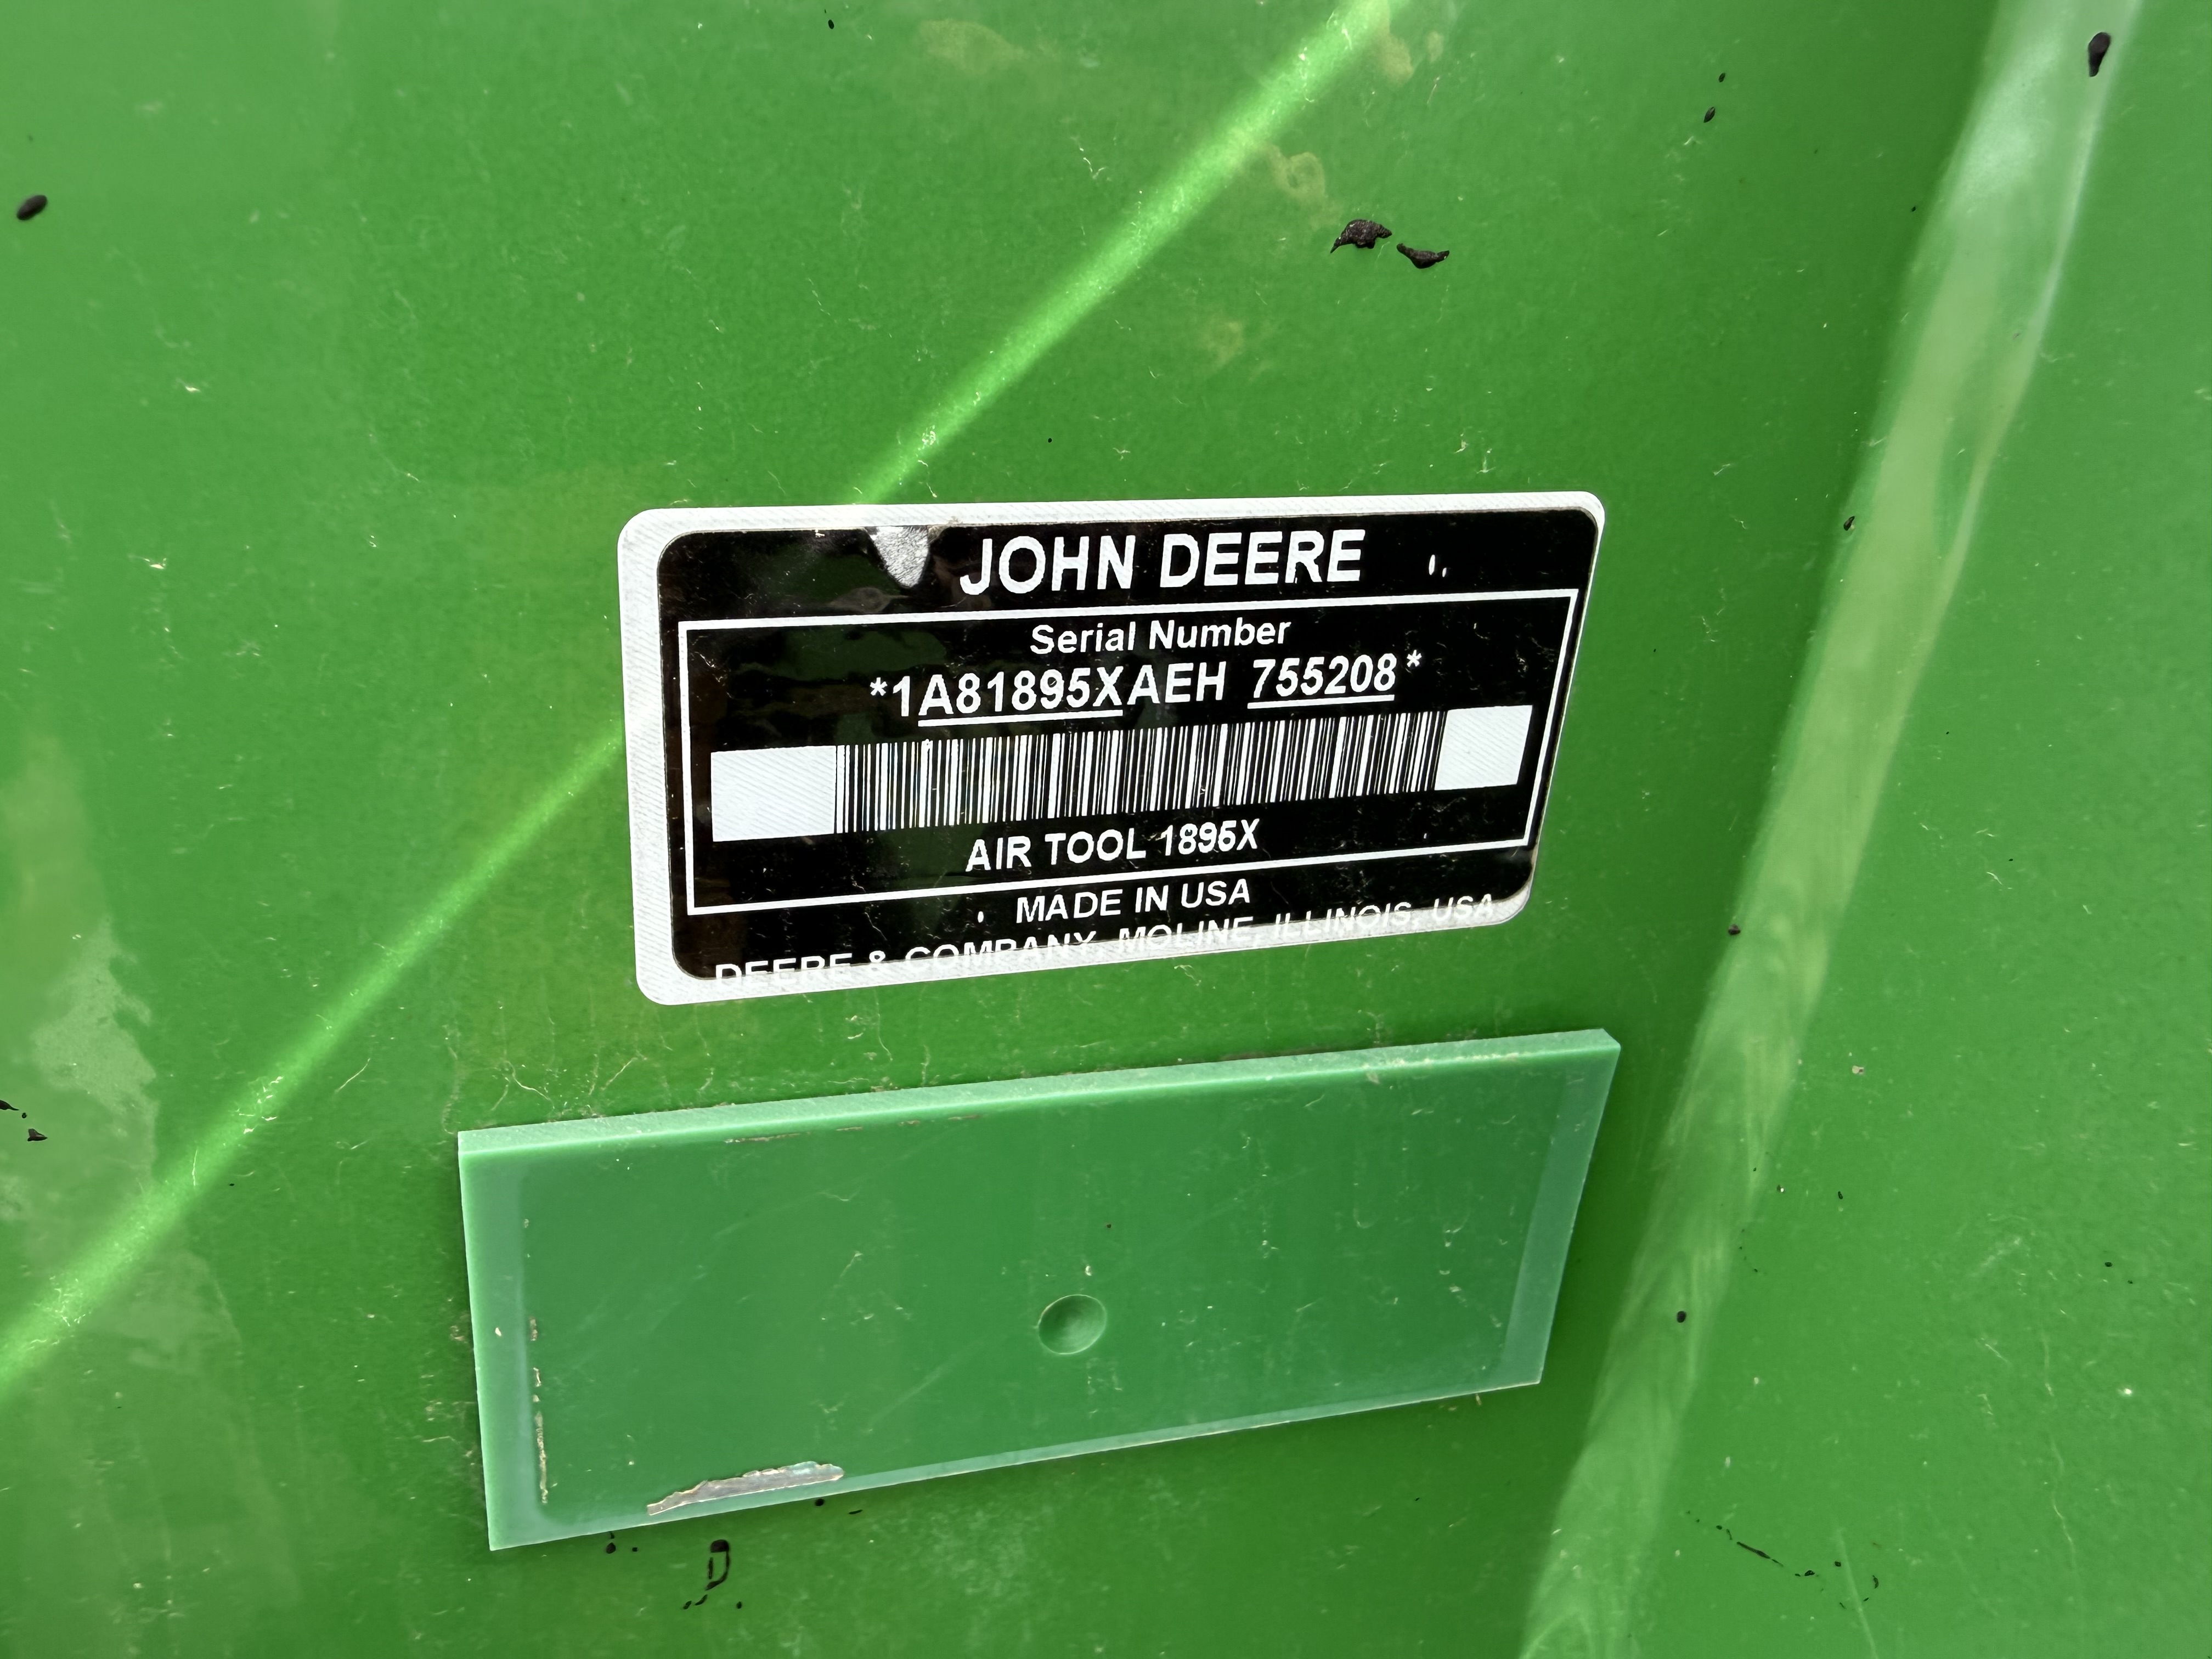 JOHN DEERE
Serial Number
*1A81895XAEH 755208*
AIR TOOL 1895X
MADE IN USA
DEERE & COMPANY, MOLINE, ILLINOIS, USA